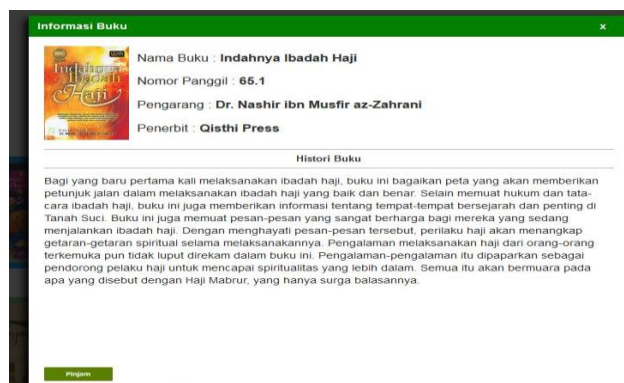 Informasi Buku
x
Indahnya
Ibadah
Haji
Nama Buku : Indahnya Ibadah Haji
Nomor Panggil : 65.1
Pengarang : Dr. Nashir ibn Musfir az-Zahrani
Penerbit : Qisthi Press
Histori Buku
Bagi yang baru pertama kali melaksanakan ibadah haji, buku ini bagaikan peta yang akan memberikan
petunjuk jalan dalam melaksanakan ibadah haji yang baik dan benar. Selain memuat hukum dan tata-
cara ibadah haji, buku ini juga memberikan informasi tentang tempat-tempat bersejarah dan penting di
Tanah Suci. Buku ini juga memuat pesan-pesan yang sangat berharga bagi mereka yang sedang
menjalankan ibadah haji. Dengan menghayati pesan-pesan tersebut, perilaku haji akan menangkap
getaran-getaran spiritual selama melaksanakannya. Pengalaman melaksanakan haji dari orang-orang
terkemuka pun tidak luput direkam dalam buku ini. Pengalaman-pengalaman itu dipaparkan sebagai
pendorong pelaku haji untuk mencapai spiritualitas yang lebih dalam. Semua itu akan bermuara pada
apa yang disebut dengan Haji Mabrur, yang hanya surga balasannya.
Pinjam